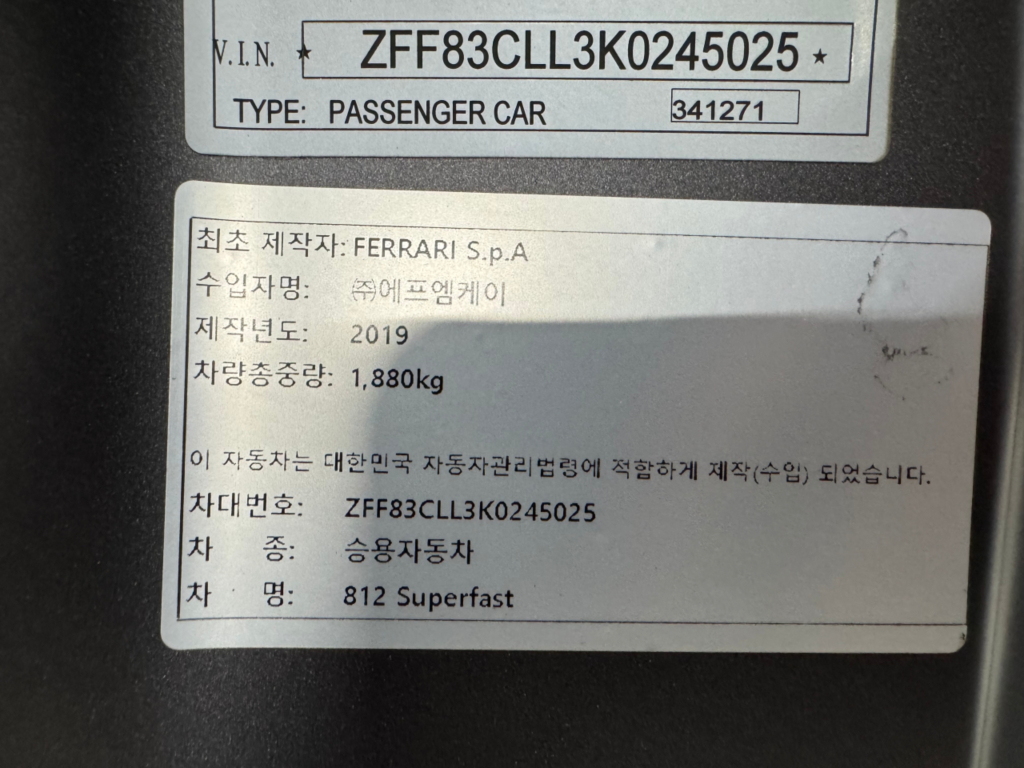 V.I.N. ★ ZFF83CLL3K0245025 ★
TYPE: PASSENGER CAR 341271
최초 제작자: FERRARI S.p.A
수입자명: ㈜에프엠케이
제작년도: 2019
차량총중량: 1,880kg
이 자동차는 대한민국 자동차관리법령에 적합하게 제작(수입) 되었습니다.
차대번호: ZFF83CLL3K0245025
차 종: 승용자동차
차 명: 812 Superfast